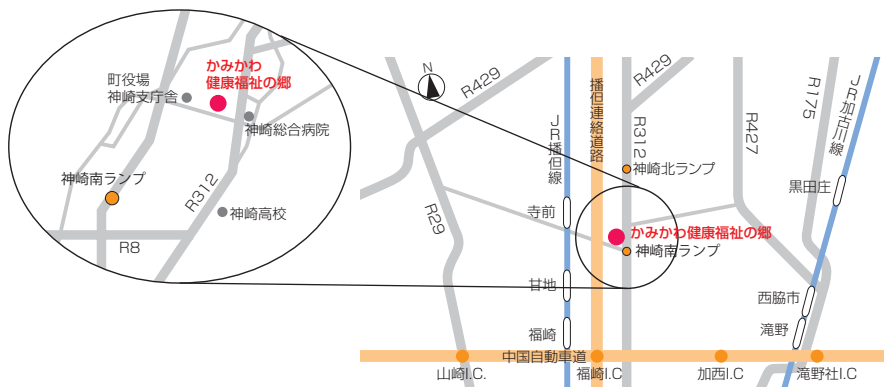 かみかわ
健康福祉の郷
町役場
神崎支庁舎
神崎総合病院
神崎南ランプ
R312
神崎高校
R8
N
R429
R29
JR播但線
播但連絡道路
R429
R312
R427
R175
JR加古川線
神崎北ランプ
黒田庄
寺前
かみかわ健康福祉の郷
神崎南ランプ
甘地
西脇市
福崎
滝野
中国自動車道
山崎I.C.
福崎I.C
加西I.C
滝野社I.C